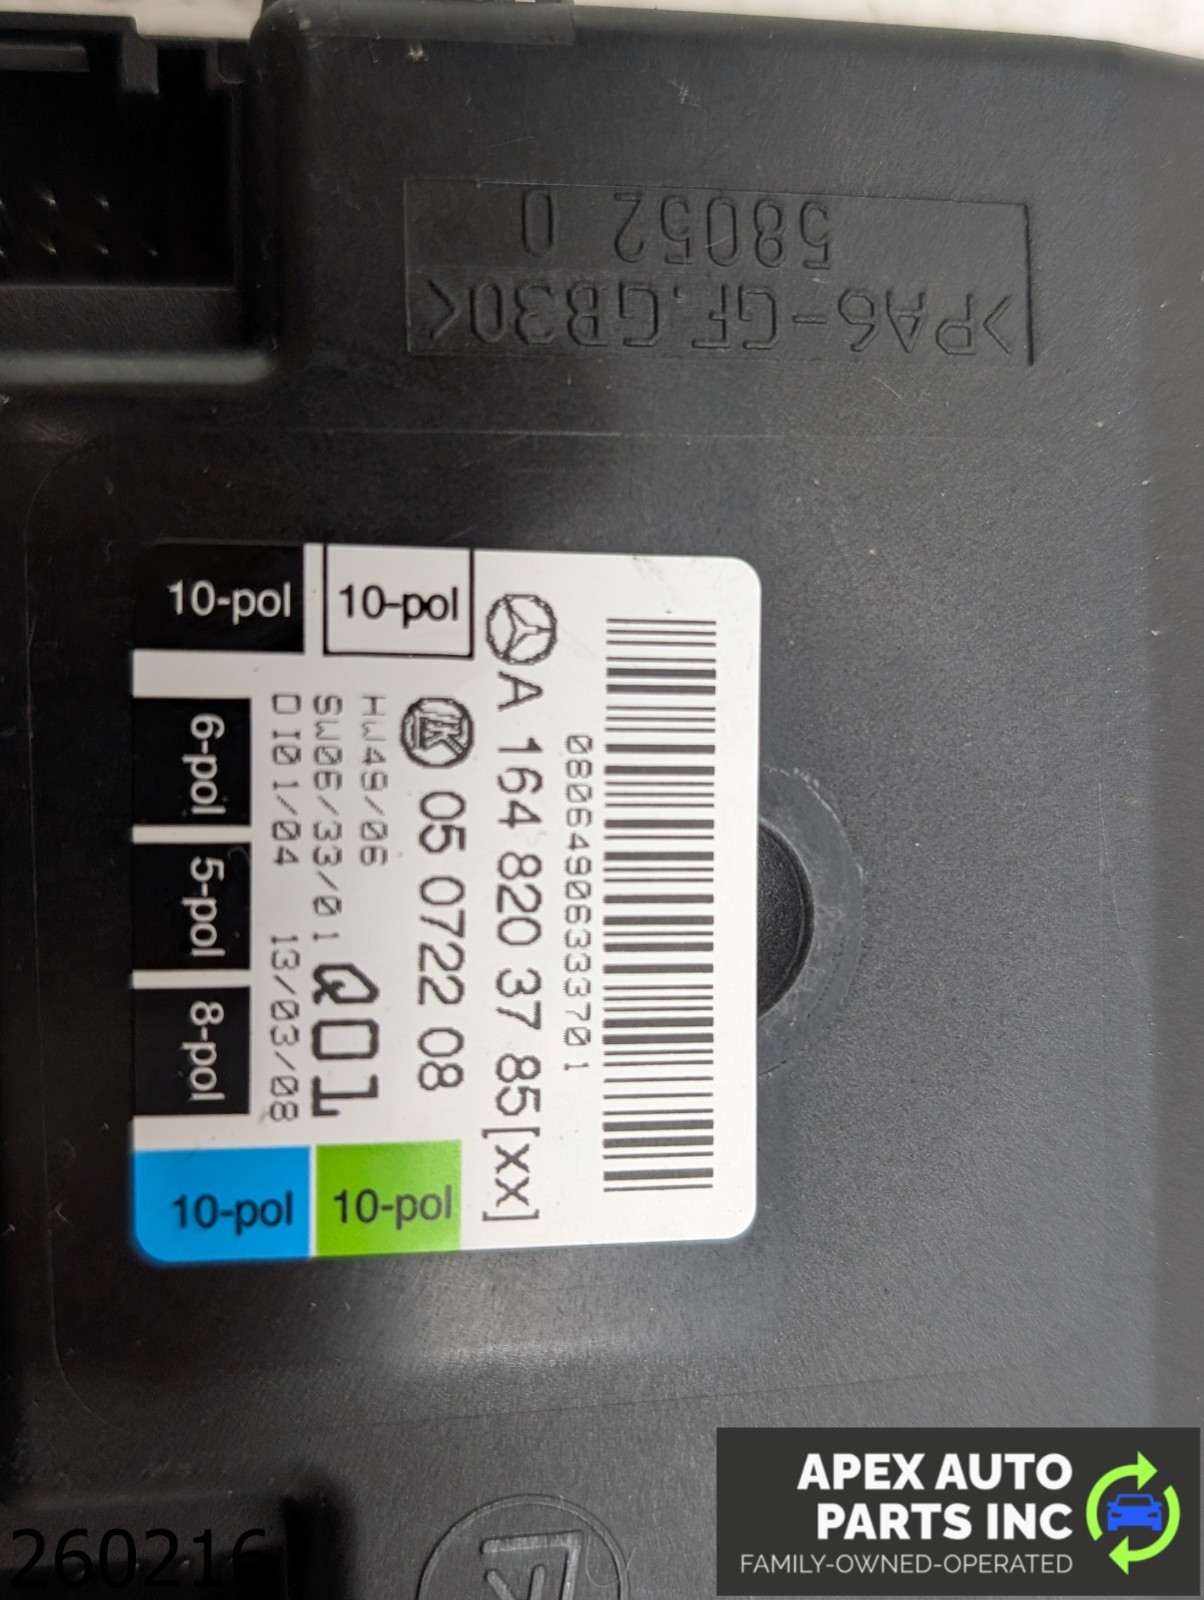 58052 0
>PA6-GF.GB30<
10-pol
10-pol
0806490633370 1
A 164 820 37 85[xx]
05 0722 08
HW49/06
SW06/33/01 Q01
D I01/04 13/03/08
6-pol 5-pol 8-pol
10-pol
10-pol
260216
APEX AUTO
PARTS INC
FAMILY-OWNED-OPERATED